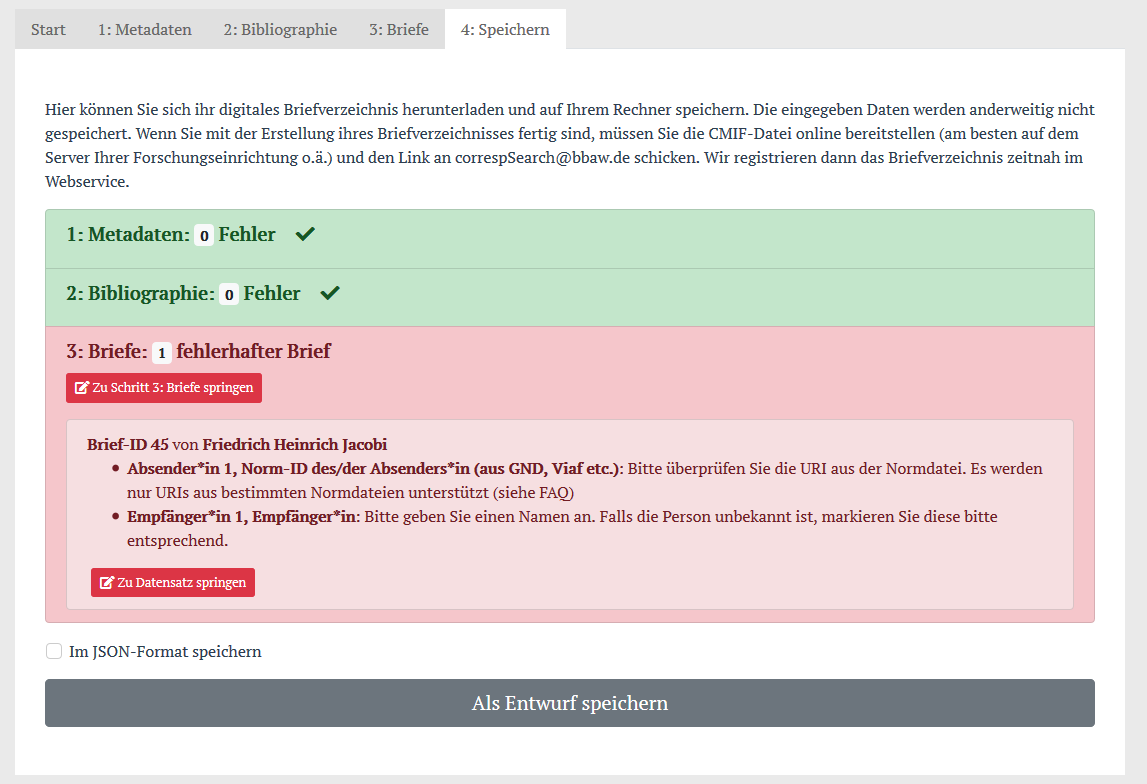 Start 1: Metadaten 2: Bibliographie 3: Briefe 4: Speichern
Hier können Sie sich ihr digitales Briefverzeichnis herunterladen und auf Ihrem Rechner speichern. Die eingegeben Daten werden anderweitig nicht
gespeichert. Wenn Sie mit der Erstellung ihres Briefverzeichnisses fertig sind, müssen Sie die CMIF-Datei online bereitstellen (am besten auf dem
Server Ihrer Forschungseinrichtung o.ä.) und den Link an correspSearch@bbaw.de schicken. Wir registrieren dann das Briefverzeichnis zeitnah im
Webservice.
1: Metadaten: 0 Fehler
2: Bibliographie: 0 Fehler
3: Briefe: 1 fehlerhafter Brief
Zu Schritt 3: Briefe springen
Brief-ID 45 von Friedrich Heinrich Jacobi
• Absender*in 1, Norm-ID des/der Absenders*in (aus GND, Viaf etc.): Bitte überprüfen Sie die URI aus der Normdatei. Es werden
nur URIs aus bestimmten Normdateien unterstützt (siehe FAQ)
• Empfänger*in 1, Empfänger*in: Bitte geben Sie einen Namen an. Falls die Person unbekannt ist, markieren Sie diese bitte
entsprechend.
Zu Datensatz springen
Im JSON-Format speichern
Als Entwurf speichern